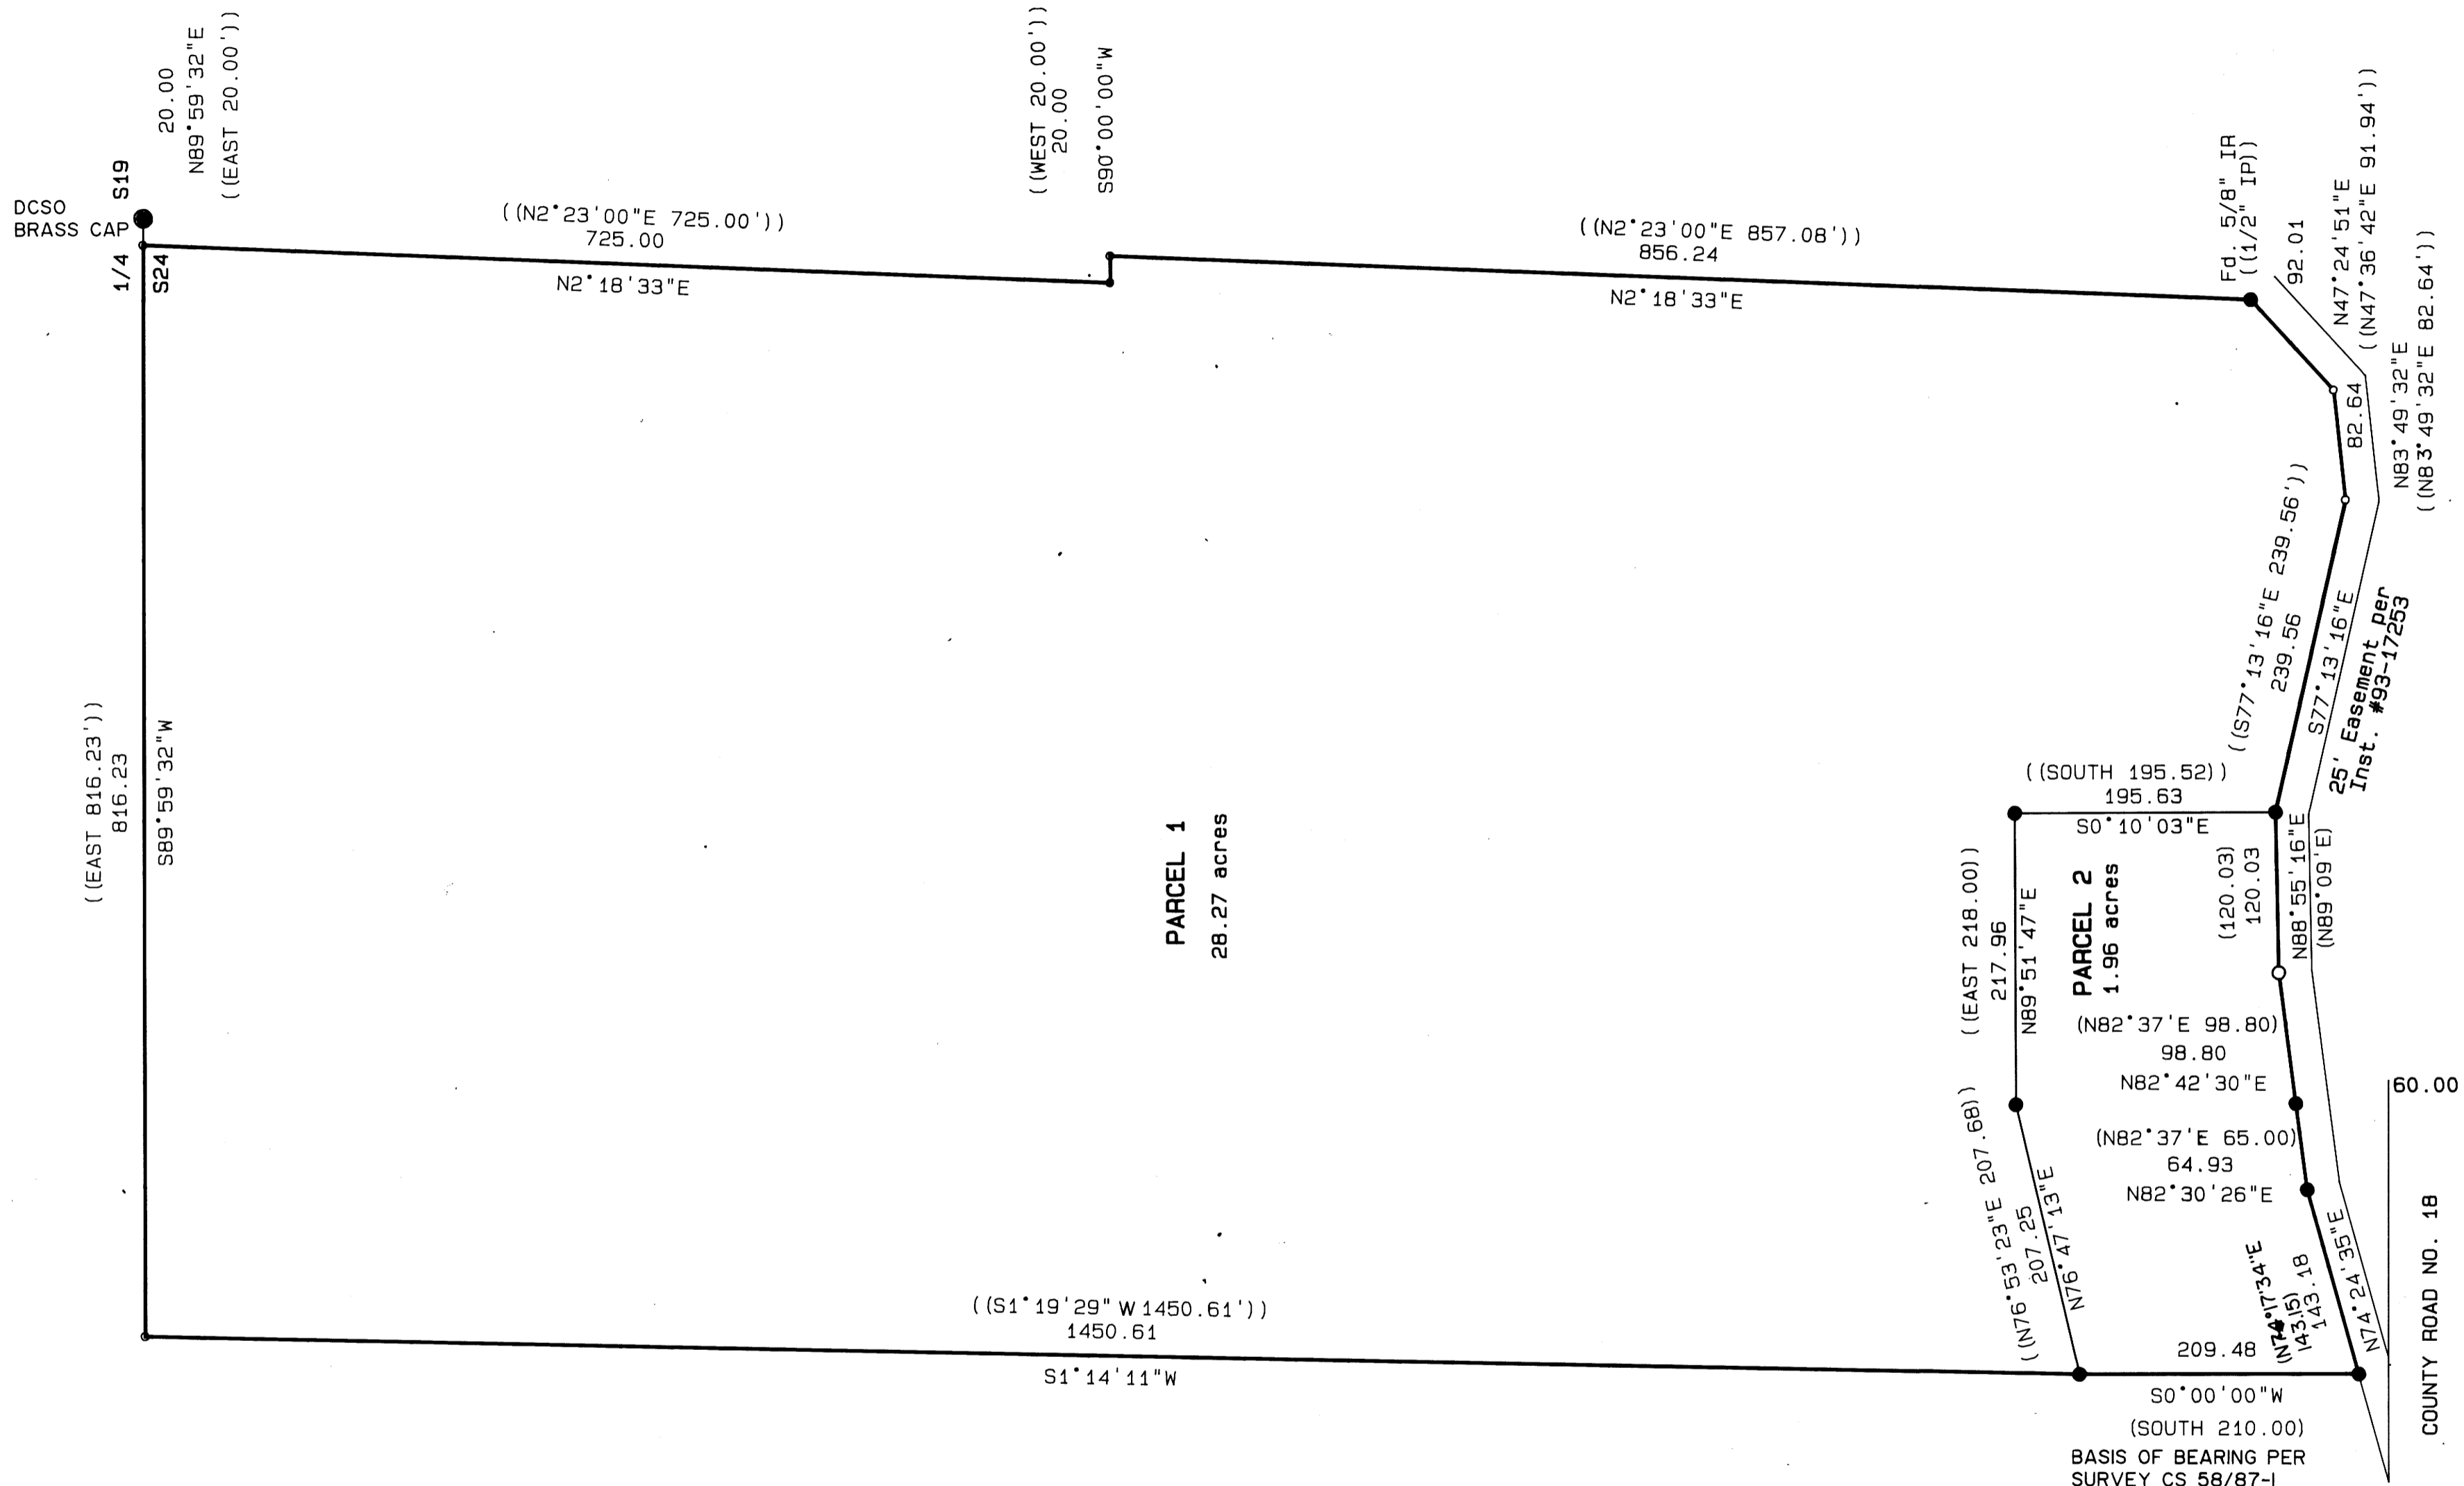 DCSO
BRASS CAP
1/4
S19
S24
20.00
N89°59'32"E
((EAST 20.00'))
((N2°23'00"E 725.00'))
725.00
N2°18'33"E
((WEST 20.00'))
20.00
S90°00'00"W
((N2°23'00"E 857.08'))
856.24
N2°18'33"E
Fd. 5/8" IR
((1/2" IP))
92.01
N47°24'51"E
((N47°36'42"E 91.94'))
82.64
N83°49'32"E
((N83°49'32"E 82.64'))
((S77°13'16"E 239.56'))
239.56
S77°13'16"E
25' Easement per
Inst. #93-17253
((EAST 816.23'))
816.23
S89°59'32"W
PARCEL 1
28.27 acres
((SOUTH 195.52))
195.63
S0°10'03"E
((EAST 218.00))
217.96
N89°51'47"E
PARCEL 2
1.96 acres
(120.03)
120.03
N88°55'16"E
(N89°09'E)
(N82°37'E 98.80)
98.80
N82°42'30"E
(N82°37'E 65.00)
64.93
N82°30'26"E
((N76°53'23"E 207.68))
207.25
N76°47'13"E
(N74°17'34"E
143.15)
143.18
N74°24'35"E
60.00
COUNTY ROAD NO. 18
((S1°19'29" W 1450.61'))
1450.61
S1°14'11"W
209.48
S0°00'00"W
(SOUTH 210.00)
BASIS OF BEARING PER
SURVEY CS 58/87-I